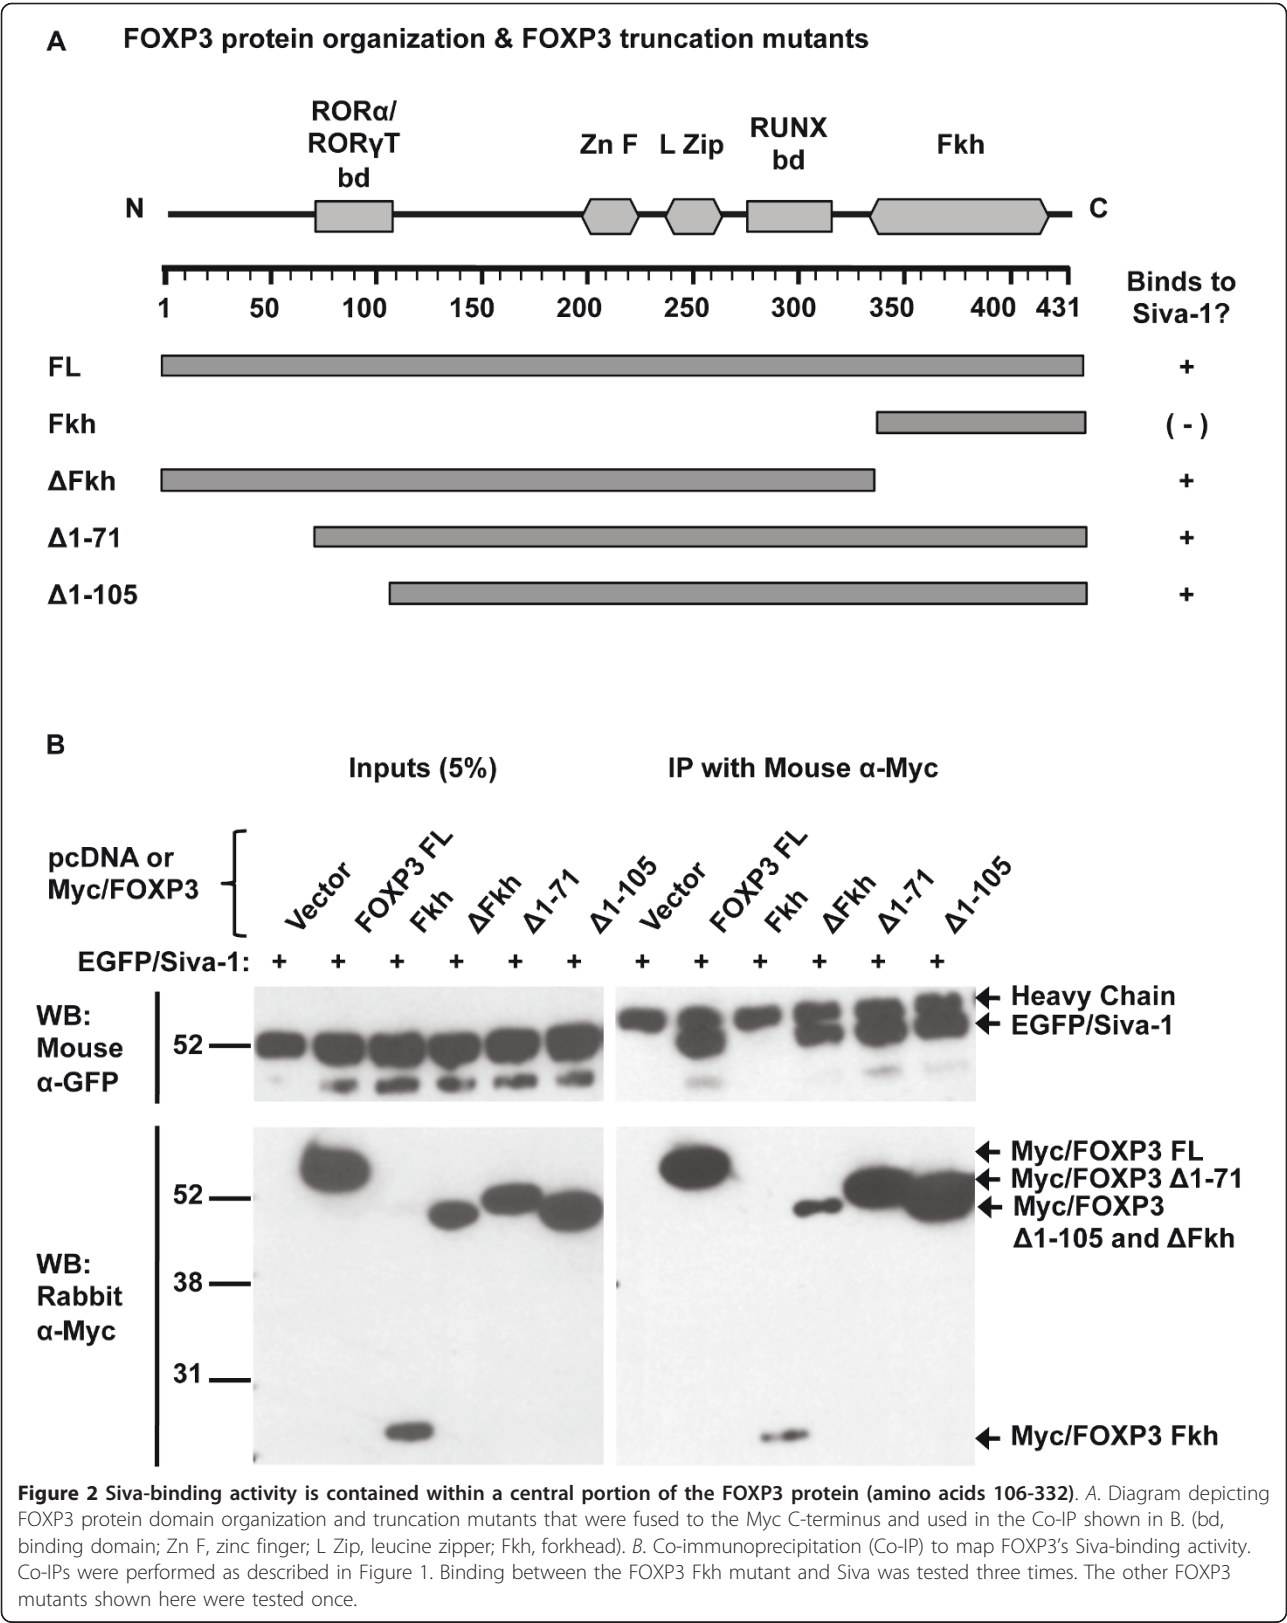 A FOXP3 protein organization & FOXP3 truncation mutants
RORα/
RORγT
bd
Zn F
L Zip
RUNX
bd
Fkh
N
C
1 50 100 150 200 250 300 350 400 431
Binds to
Siva-1?
FL +
Fkh ( - )
ΔFkh +
Δ1-71 +
Δ1-105 +
B
Inputs (5%) IP with Mouse α-Myc
pcDNA or
Myc/FOXP3
Vector FOXP3 FL Fkh ΔFkh Δ1-71 Δ1-105 Vector FOXP3 FL Fkh ΔFkh Δ1-71 Δ1-105
EGFP/Siva-1: + + + + + + + + + + + +
WB:
Mouse
α-GFP
52
Heavy Chain
EGFP/Siva-1
WB:
Rabbit
α-Myc
52
38
31
Myc/FOXP3 FL
Myc/FOXP3 Δ1-71
Myc/FOXP3
Δ1-105 and ΔFkh
Myc/FOXP3 Fkh
Figure 2 Siva-binding activity is contained within a central portion of the FOXP3 protein (amino acids 106-332). A. Diagram depicting
FOXP3 protein domain organization and truncation mutants that were fused to the Myc C-terminus and used in the Co-IP shown in B. (bd,
binding domain; Zn F, zinc finger; L Zip, leucine zipper; Fkh, forkhead). B. Co-immunoprecipitation (Co-IP) to map FOXP3's Siva-binding activity.
Co-IPs were performed as described in Figure 1. Binding between the FOXP3 Fkh mutant and Siva was tested three times. The other FOXP3
mutants shown here were tested once.